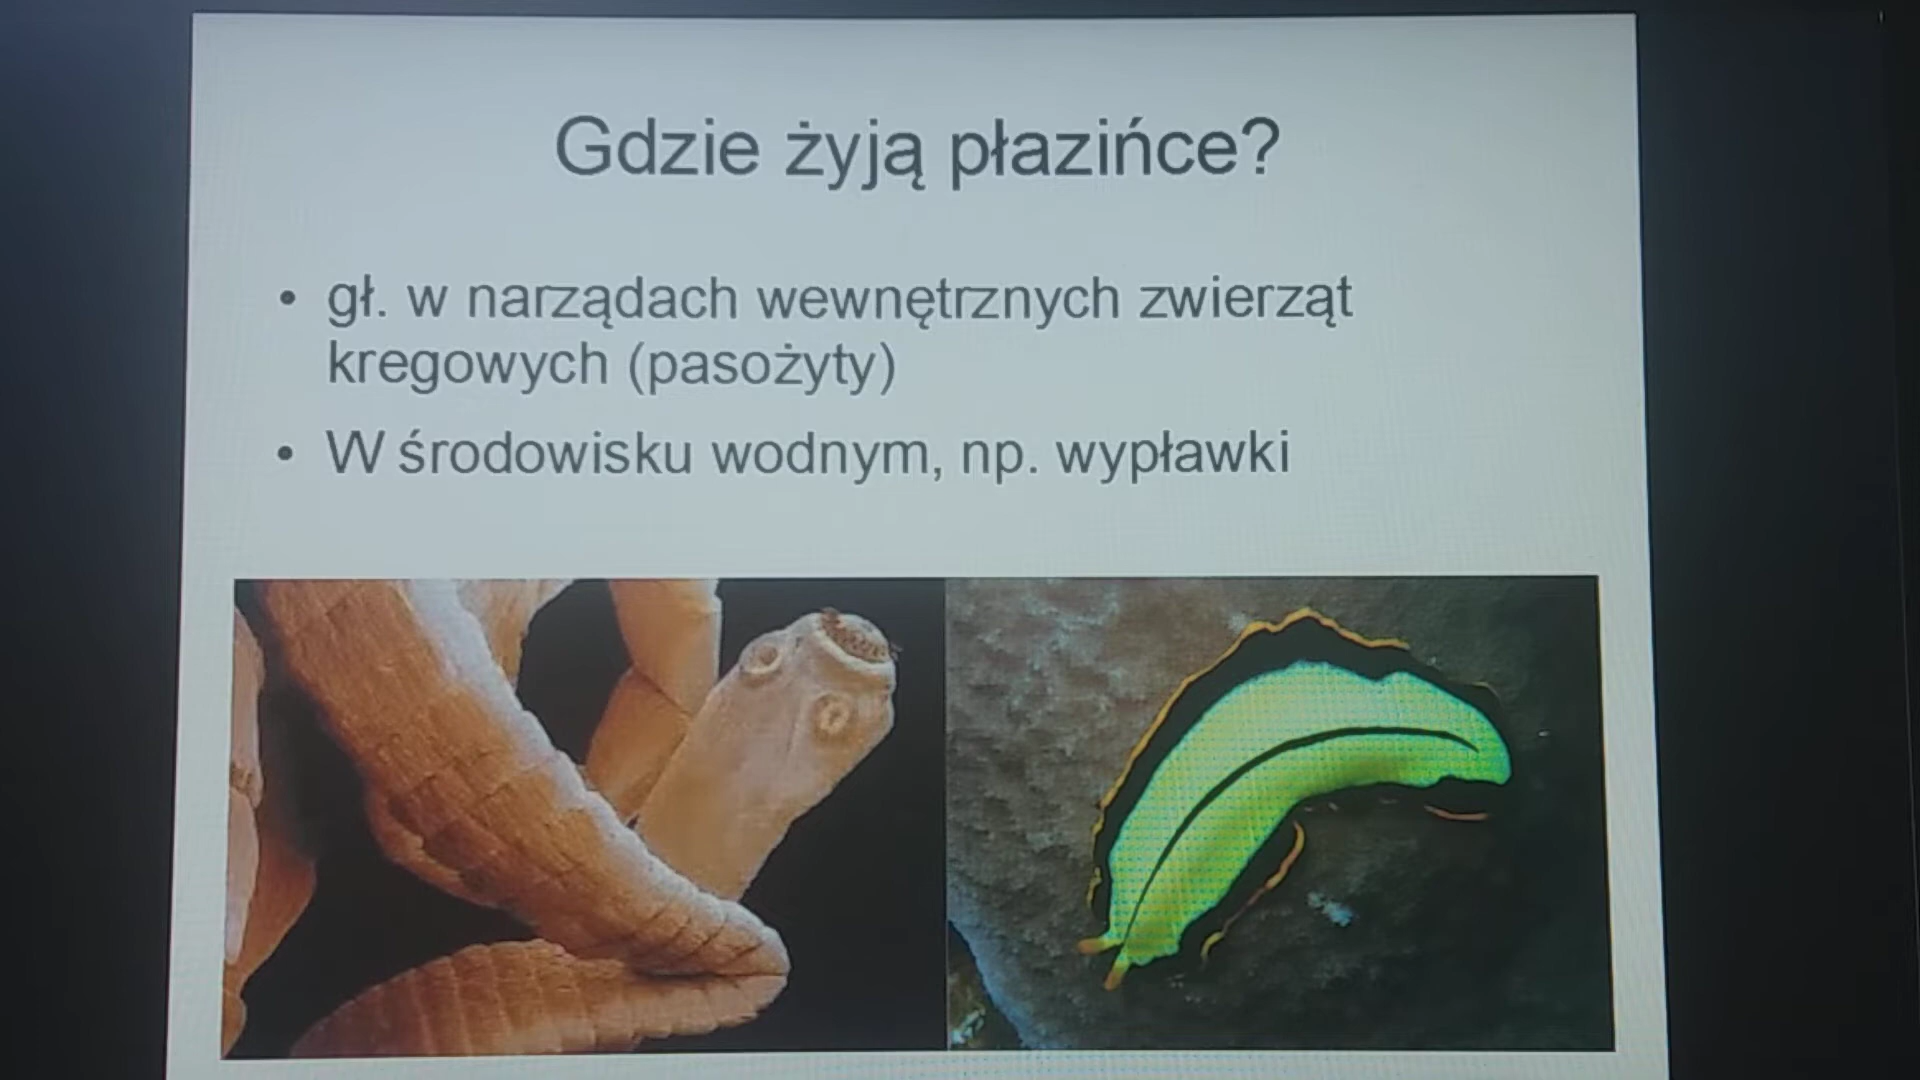 Gdzie żyją płazińce?
• gł. w narządach wewnętrznych zwierząt
kregowych (pasożyty)
• W środowisku wodnym, np. wypławki